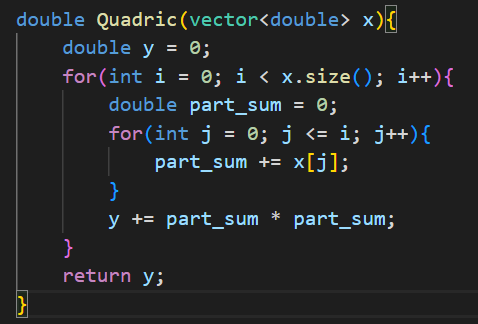 double Quadric(vector<double> x){
    double y = 0;
    for(int i = 0; i < x.size(); i++){
        double part_sum = 0;
        for(int j = 0; j <= i; j++){
            part_sum += x[j];
        }
        y += part_sum * part_sum;
    }
    return y;
}